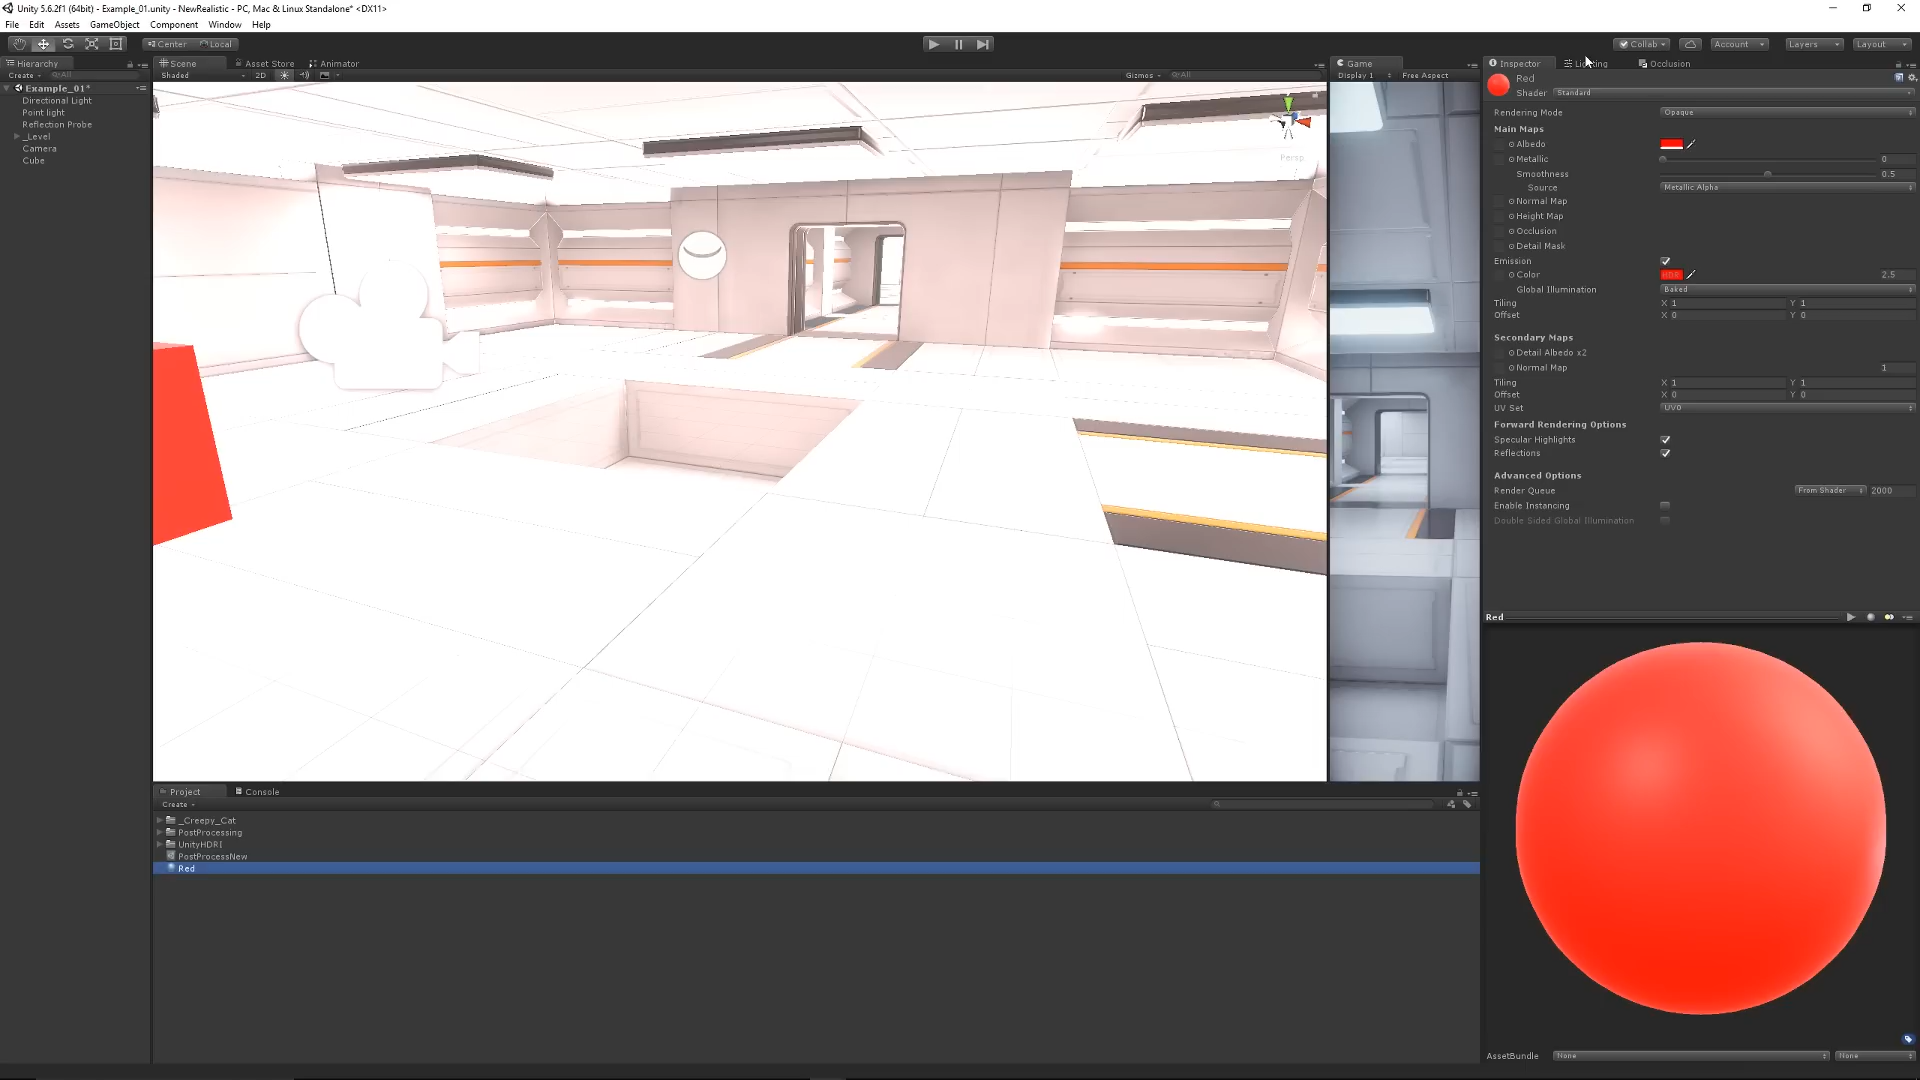 Unity 5.6.2f1 (64bit) - Example_01.unity - NewRealistic - PC, Mac & Linux Standalone* <DX11>
File Edit Assets GameObject Component Window Help
Center Local Collab Account Layers Layout
Hierarchy
Create All
Example_01*
Directional Light
Point light
Reflection Probe
_Level
Camera
Cube
Scene Asset Store Animator
Shaded 2D Gizmos All
Persp
Game
Display 1 Free Aspect
Project Console
Create
_Creepy_Cat
PostProcessing
UnityHDRI
PostProcessNew
Red
Inspector Lighting Occlusion
Red
Shader Standard
Rendering Mode Opaque
Main Maps
Albedo
Metallic 0
Smoothness 0.5
Source Metallic Alpha
Normal Map
Height Map
Occlusion
Detail Mask
Emission
Color HDR 2.5
Global Illumination Baked
Tiling X 1 Y 1
Offset X 0 Y 0
Secondary Maps
Detail Albedo x2
Normal Map 1
Tiling X 1 Y 1
Offset X 0 Y 0
UV Set UV0
Forward Rendering Options
Specular Highlights
Reflections
Advanced Options
Render Queue From Shader 2000
Enable Instancing
Double Sided Global Illumination
Red
AssetBundle None None